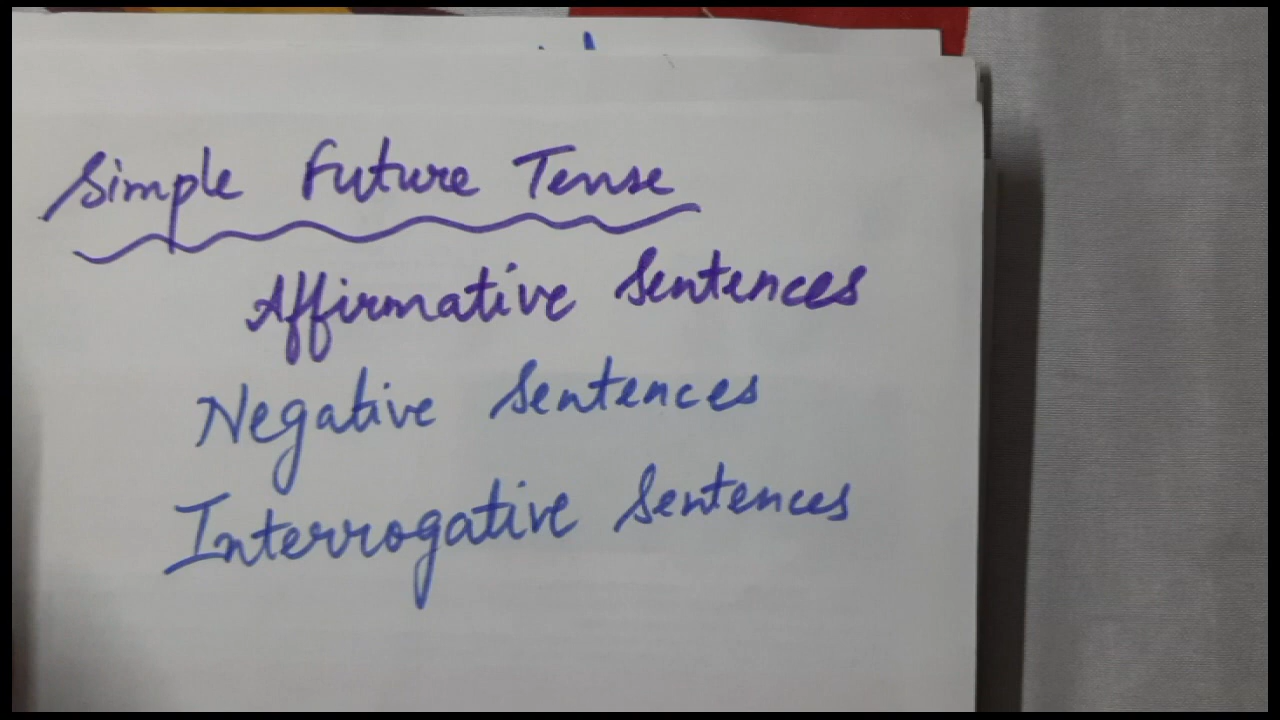 Simple Future Tense
Affirmative Sentences
Negative Sentences
Interrogative Sentences